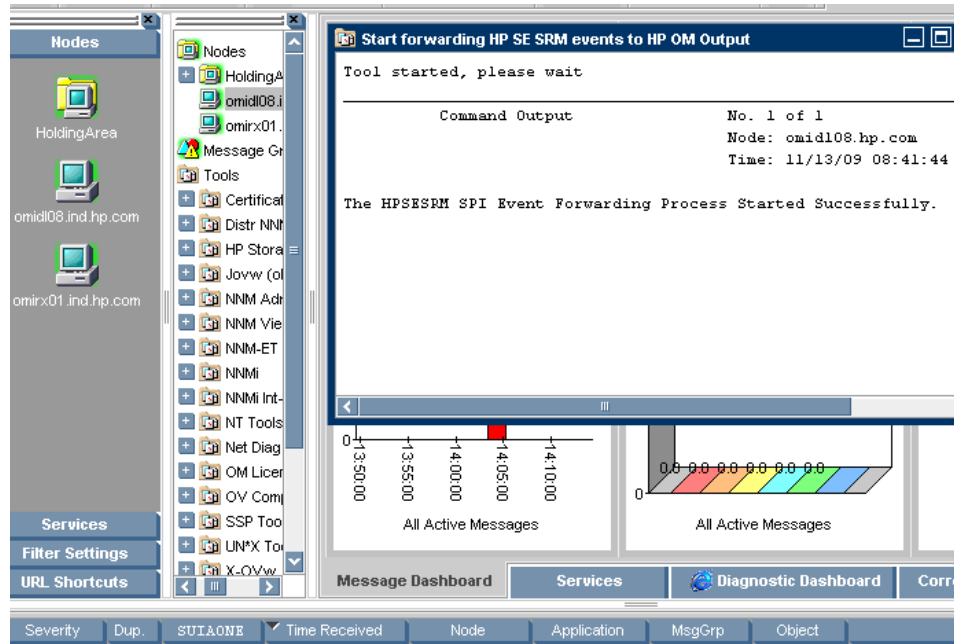 Nodes
HoldingArea
omidl08.ind.hp.com
omirx01.ind.hp.com
Services
Filter Settings
URL Shortcuts
Nodes
HoldingA
omidl08.i
omirx01.
Message Gr
Tools
Certificat
Distr NNM
HP Stora
Jovw (ol
NNM Adr
NNM Vie
NNM-ET
NNMi
NNMi Int-
NT Tools
Net Diag
OM Licer
OV Comp
SSP Too
UN*X Too
X-OVw
Start forwarding HP SE SRM events to HP OM Output
Tool started, please wait
Command Output No. 1 of 1
Node: omidl08.hp.com
Time: 11/13/09 08:41:44
The HPSESRM SPI Event Forwarding Process Started Successfully.
0
13:50:00
13:55:00
14:00:00
14:05:00
14:10:00
All Active Messages
0.0 0.0 0.0 0.0 0.0 0.0
0
All Active Messages
Message Dashboard Services Diagnostic Dashboard Corre
Severity Dup. SUIAONE Time Received Node Application MsgGrp Object